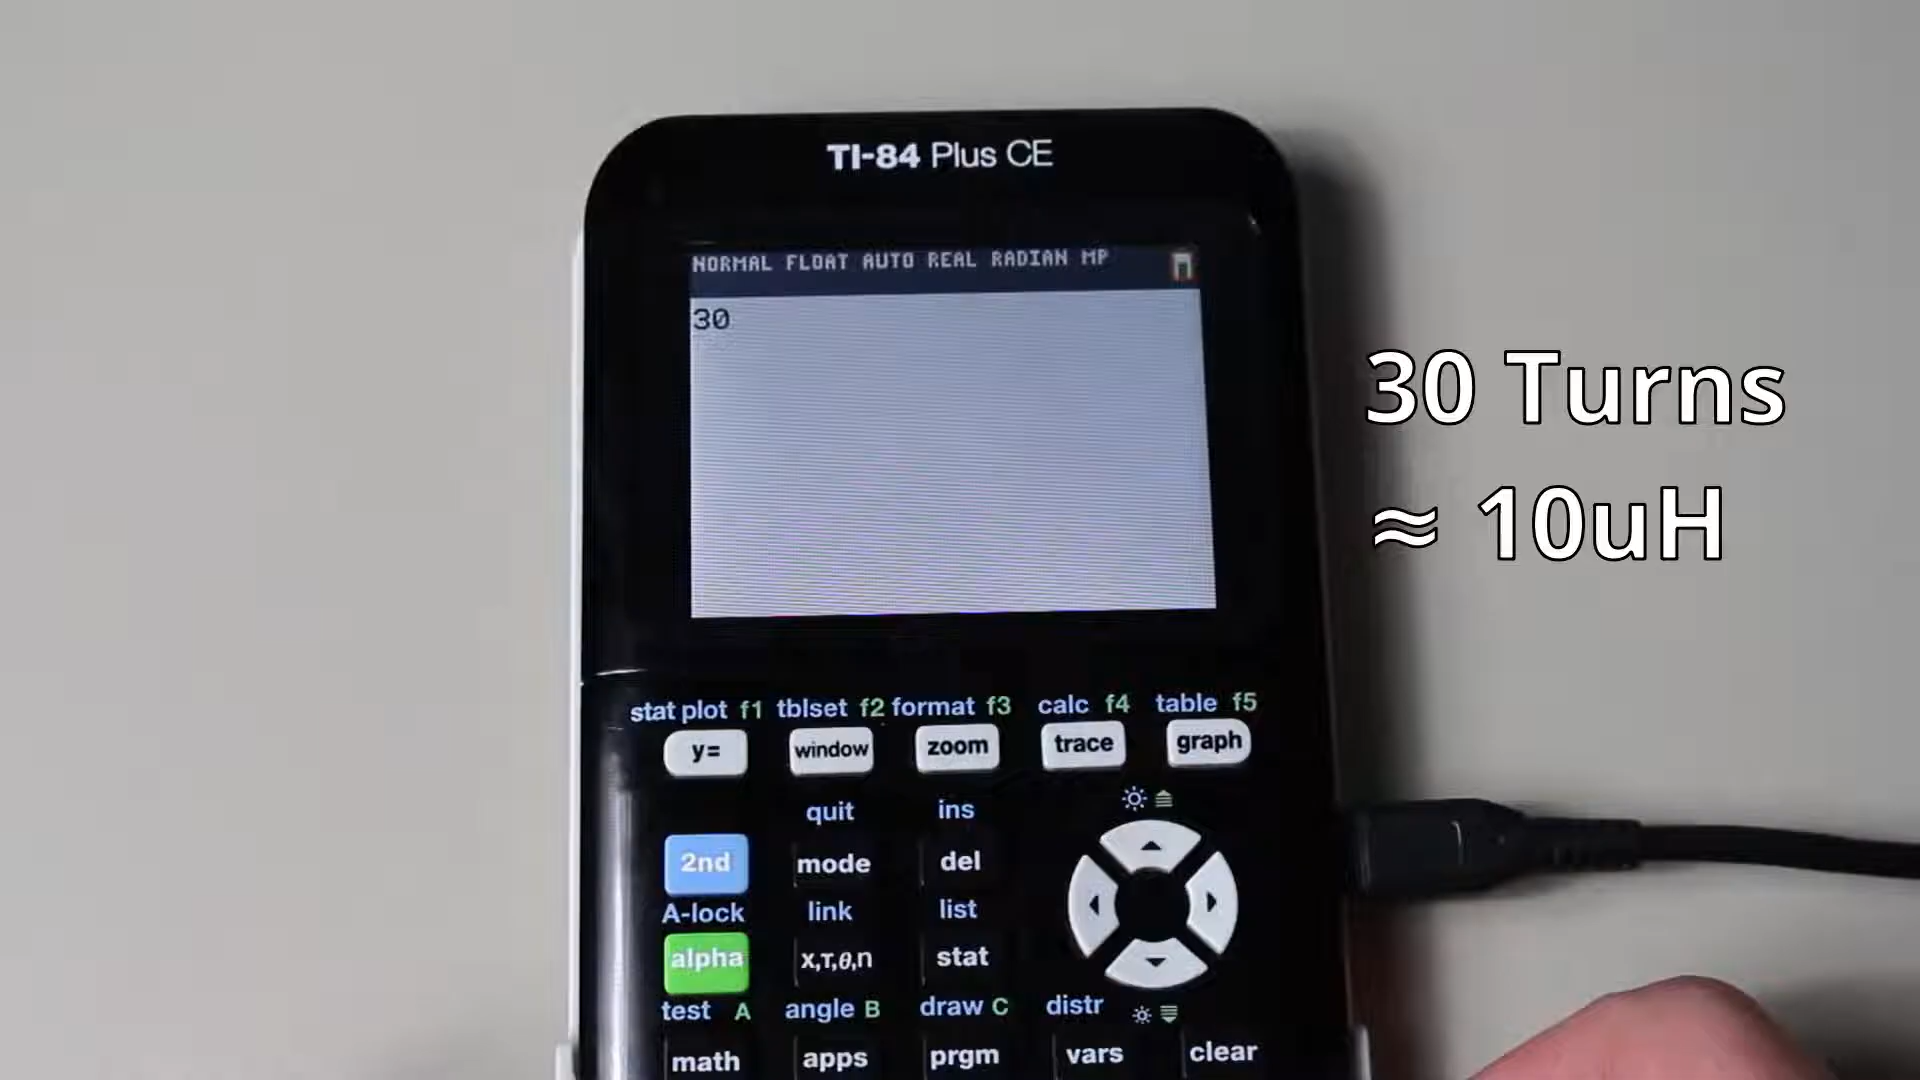 TI-84 Plus CE
NORMAL FLOAT AUTO REAL RADIAN MP
30
30 Turns
≈ 10uH
stat plot f1 tblset f2 format f3 calc f4 table f5
y= window zoom trace graph
quit ins
2nd mode del
A-lock link list
alpha X,T,θ,n stat
test A angle B draw C distr
math apps prgm vars clear